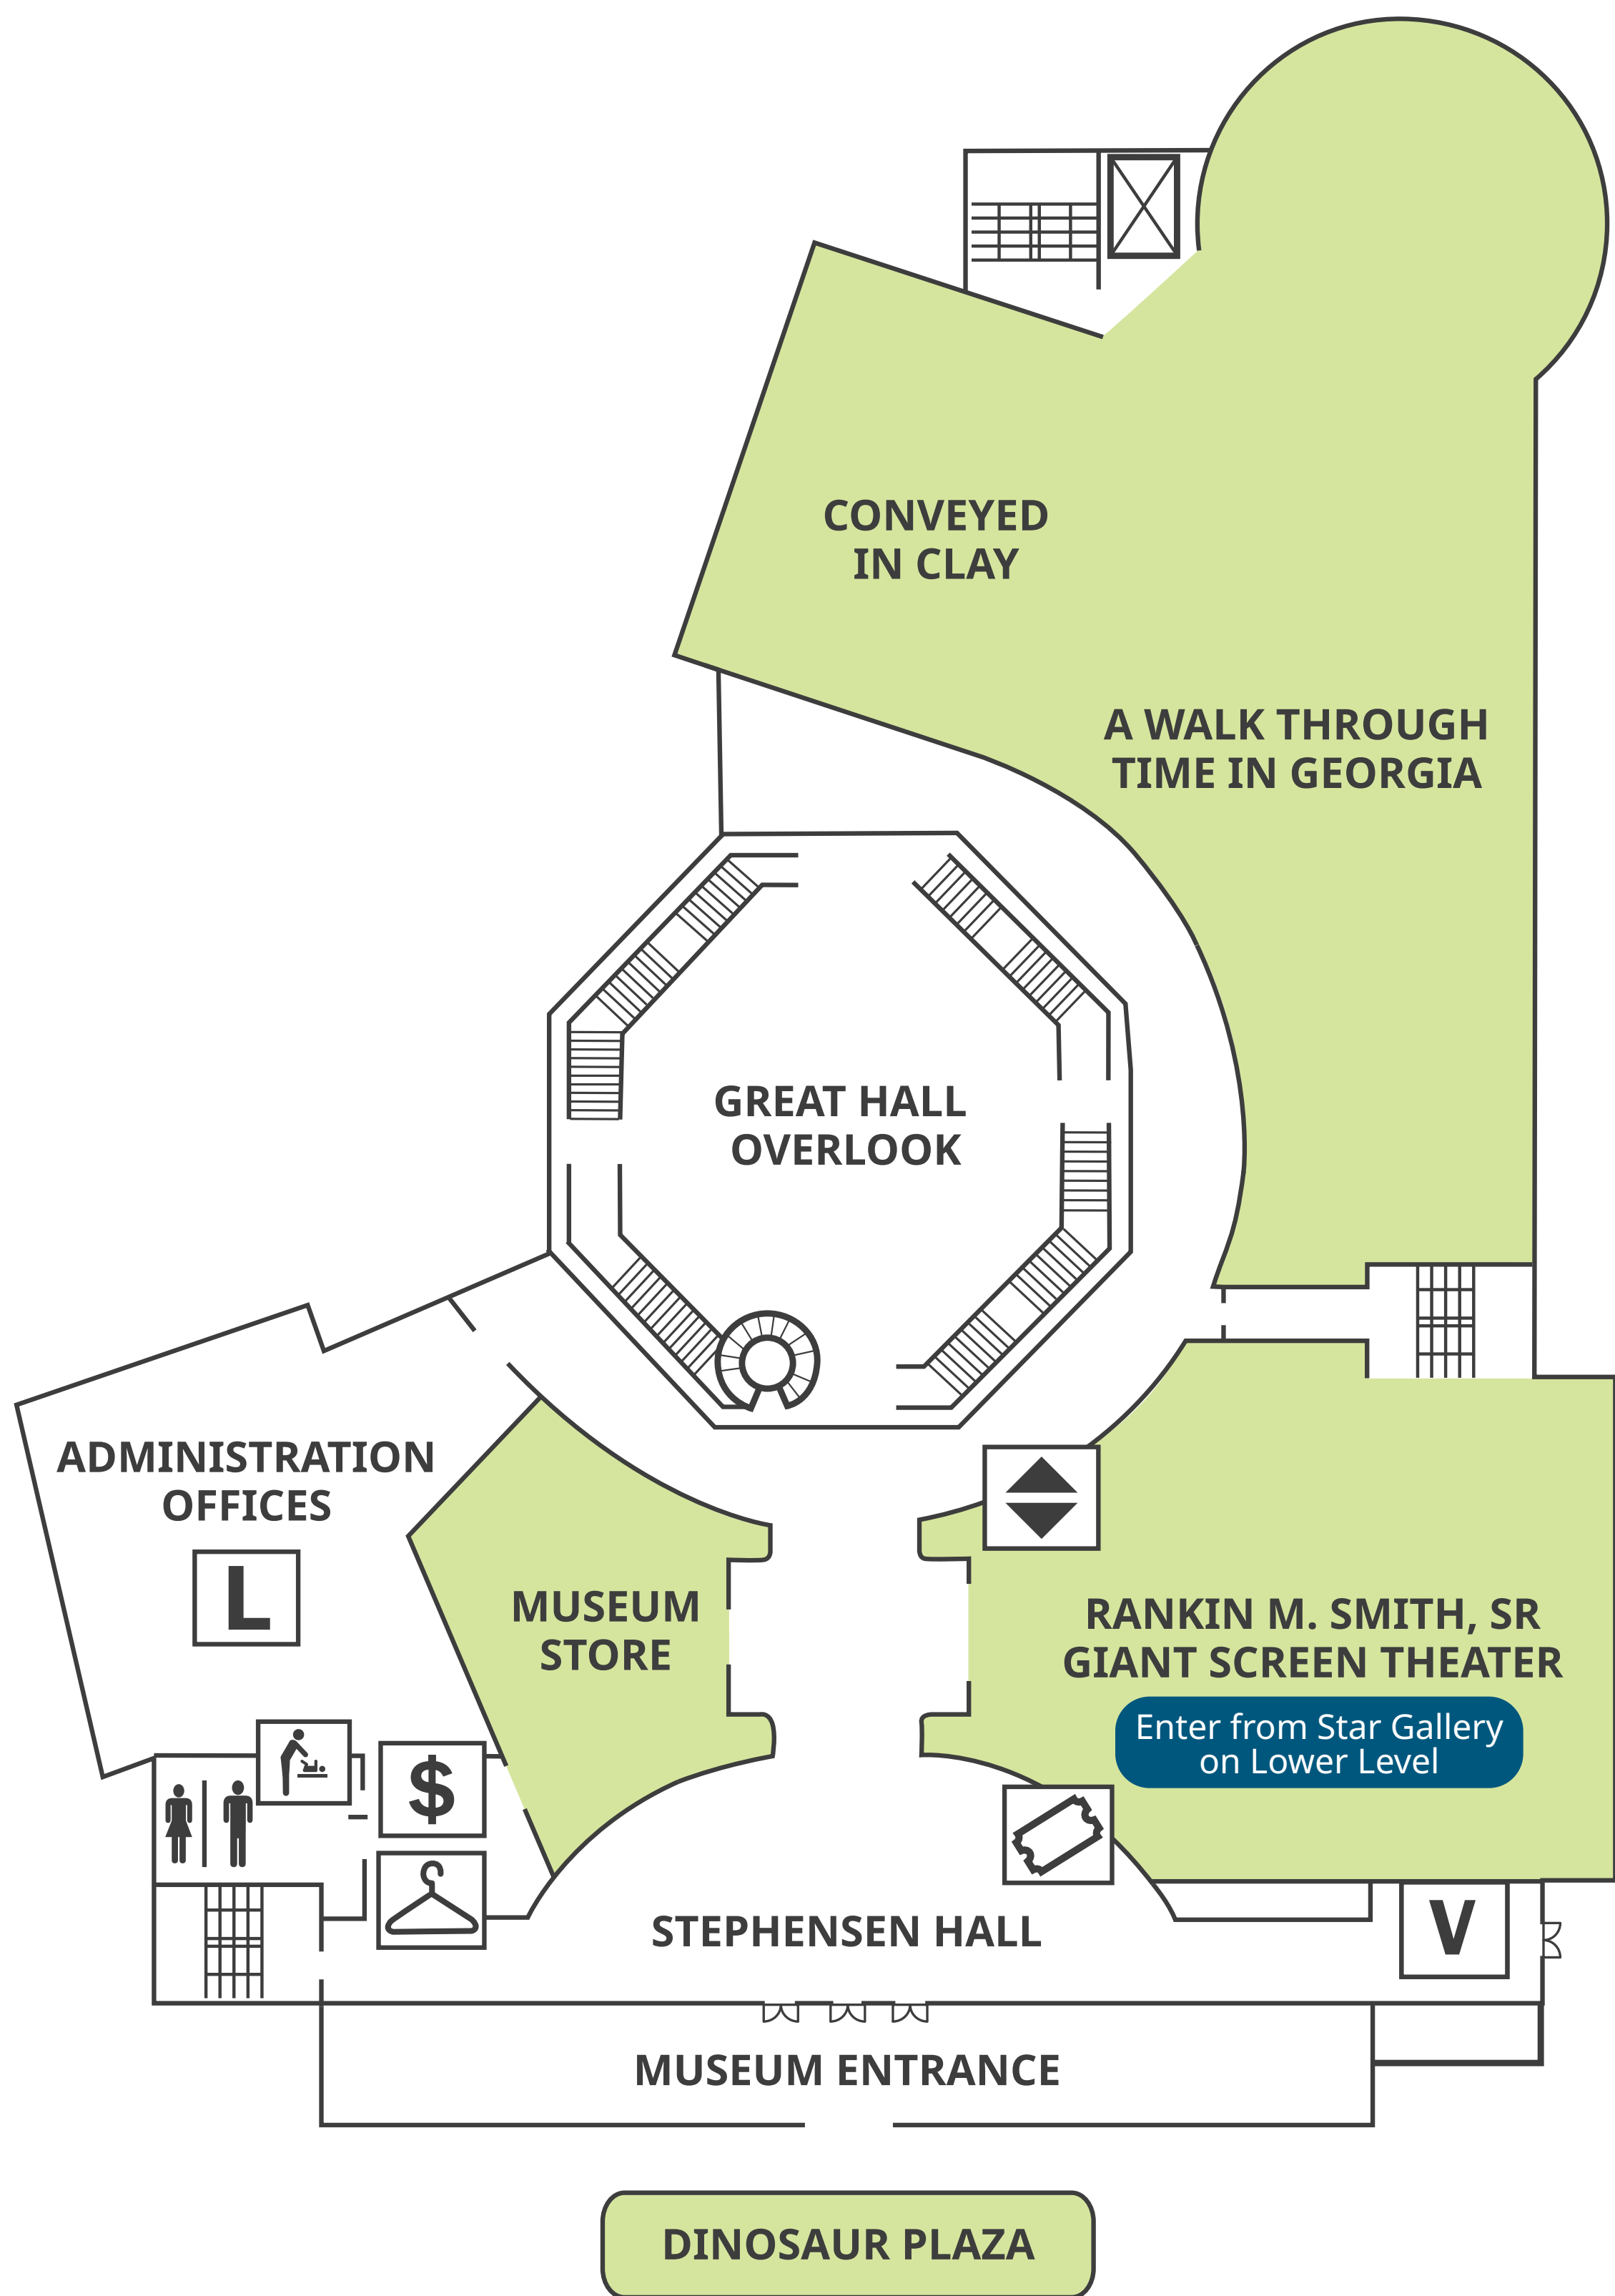 CONVEYED
IN CLAY
A WALK THROUGH
TIME IN GEORGIA
GREAT HALL
OVERLOOK
ADMINISTRATION
OFFICES
L
MUSEUM
STORE
RANKIN M. SMITH, SR
GIANT SCREEN THEATER
Enter from Star Gallery
on Lower Level
$
STEPHENSEN HALL
V
MUSEUM ENTRANCE
DINOSAUR PLAZA